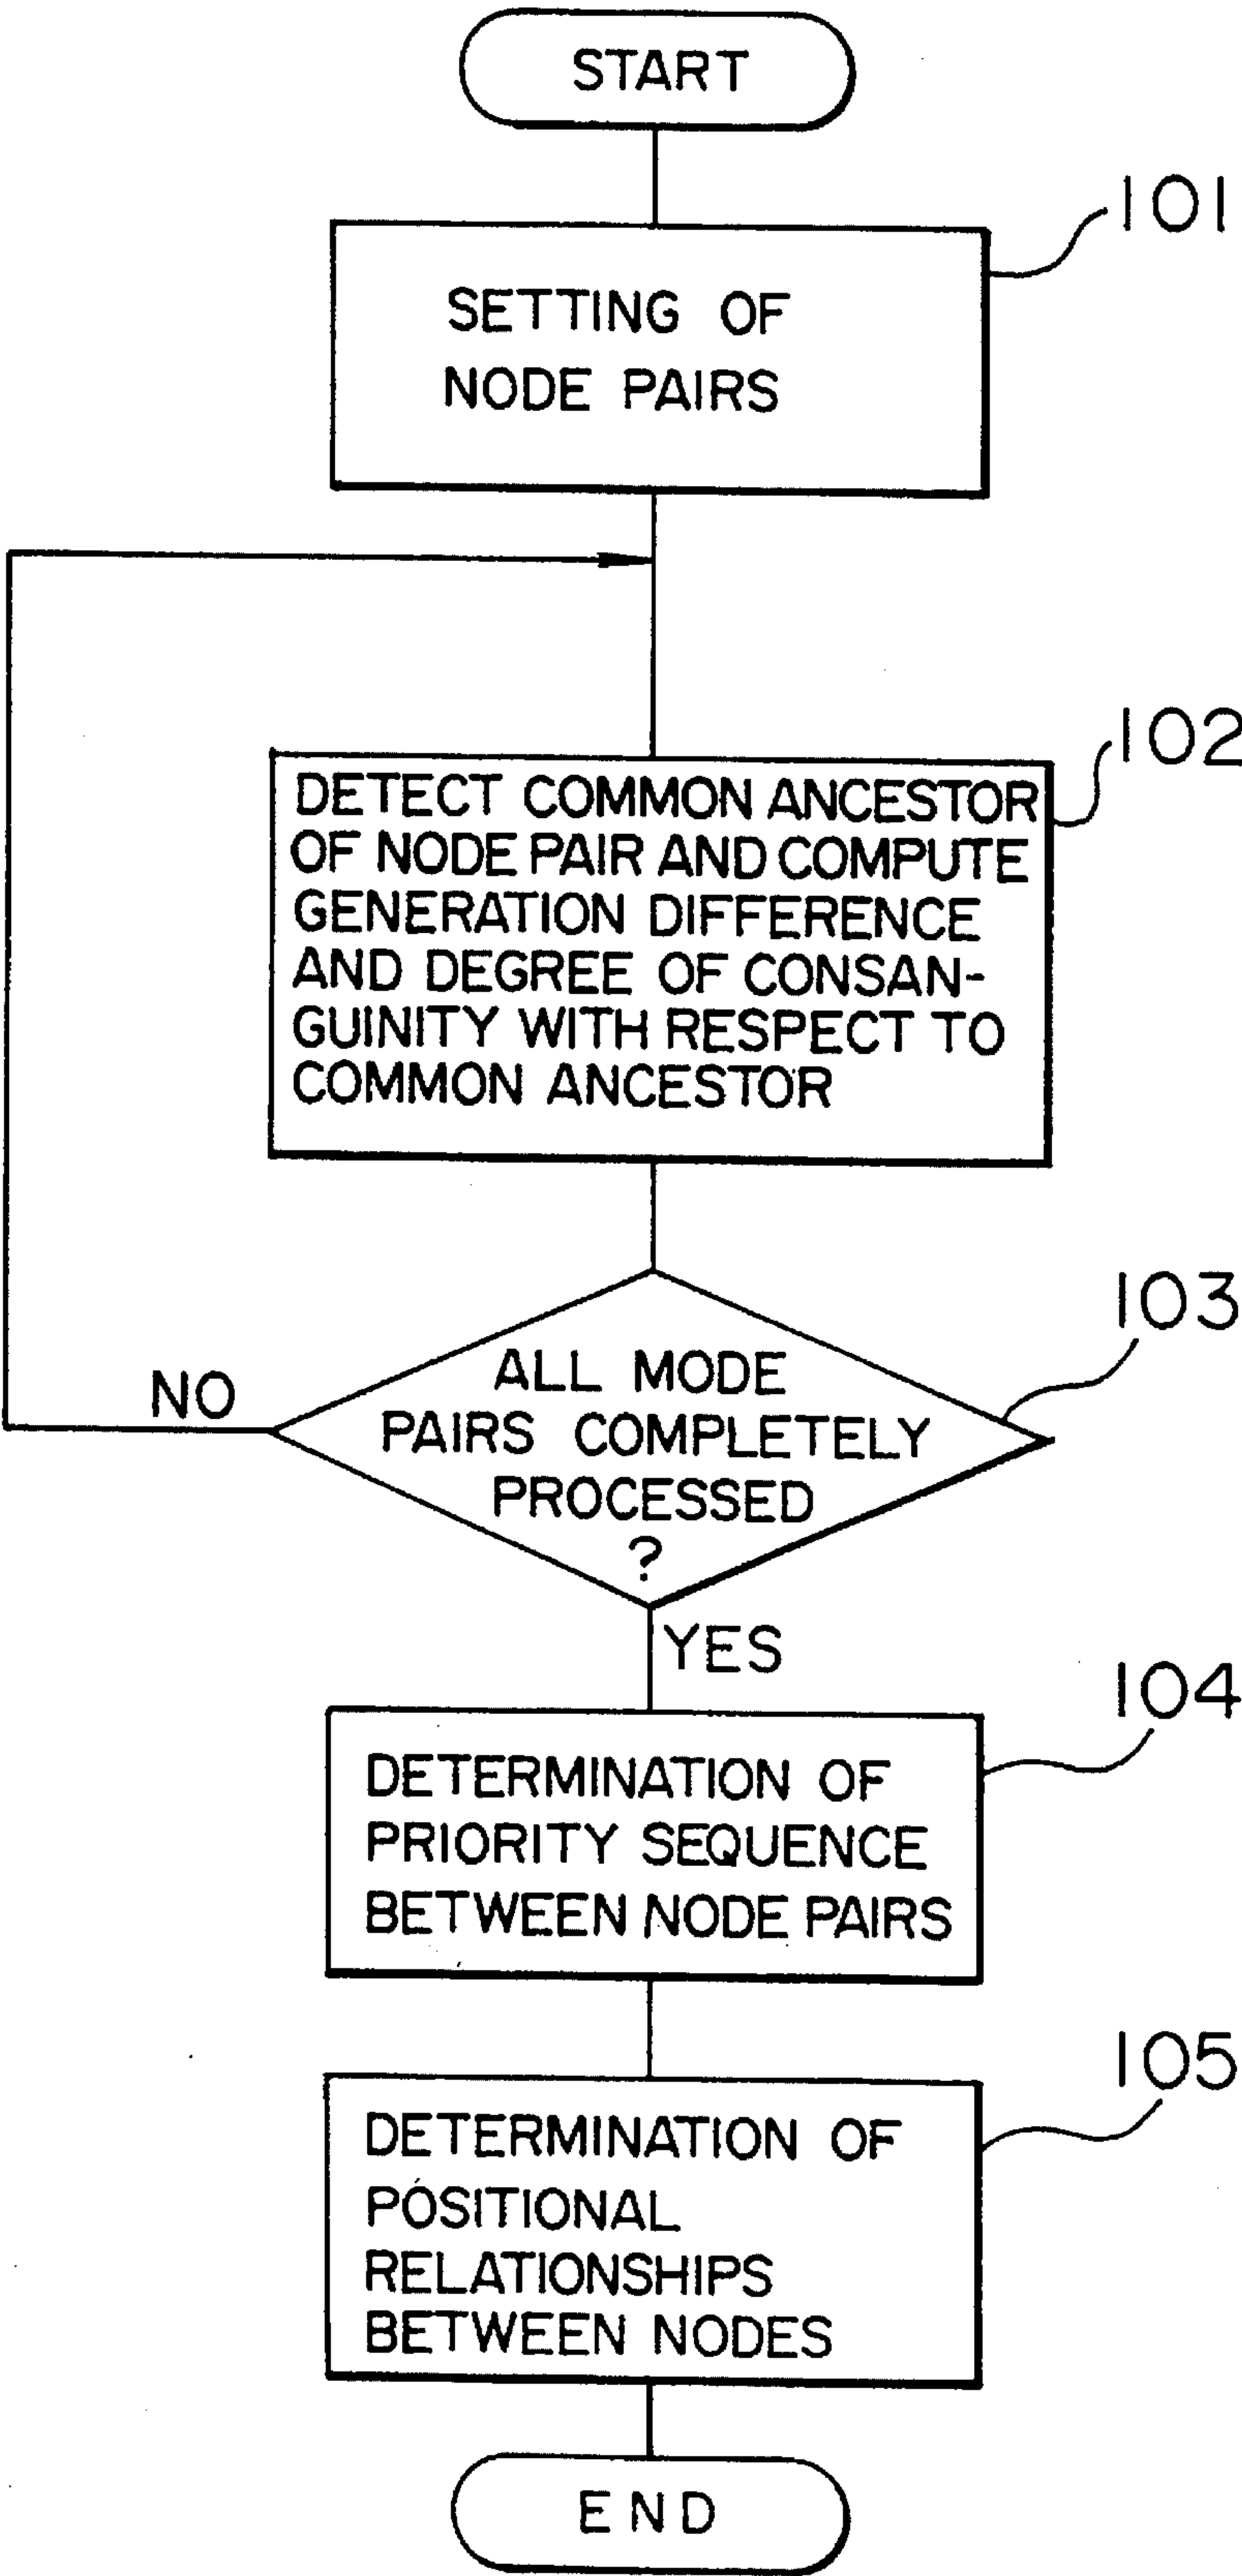 START
101
SETTING OF
NODE PAIRS
102
DETECT COMMON ANCESTOR
OF NODE PAIR AND COMPUTE
GENERATION DIFFERENCE
AND DEGREE OF CONSAN-
GUINITY WITH RESPECT TO
COMMON ANCESTOR
103
ALL MODE
PAIRS COMPLETELY
PROCESSED
?
NO
YES
104
DETERMINATION OF
PRIORITY SEQUENCE
BETWEEN NODE PAIRS
105
DETERMINATION OF
POSITIONAL
RELATIONSHIPS
BETWEEN NODES
END